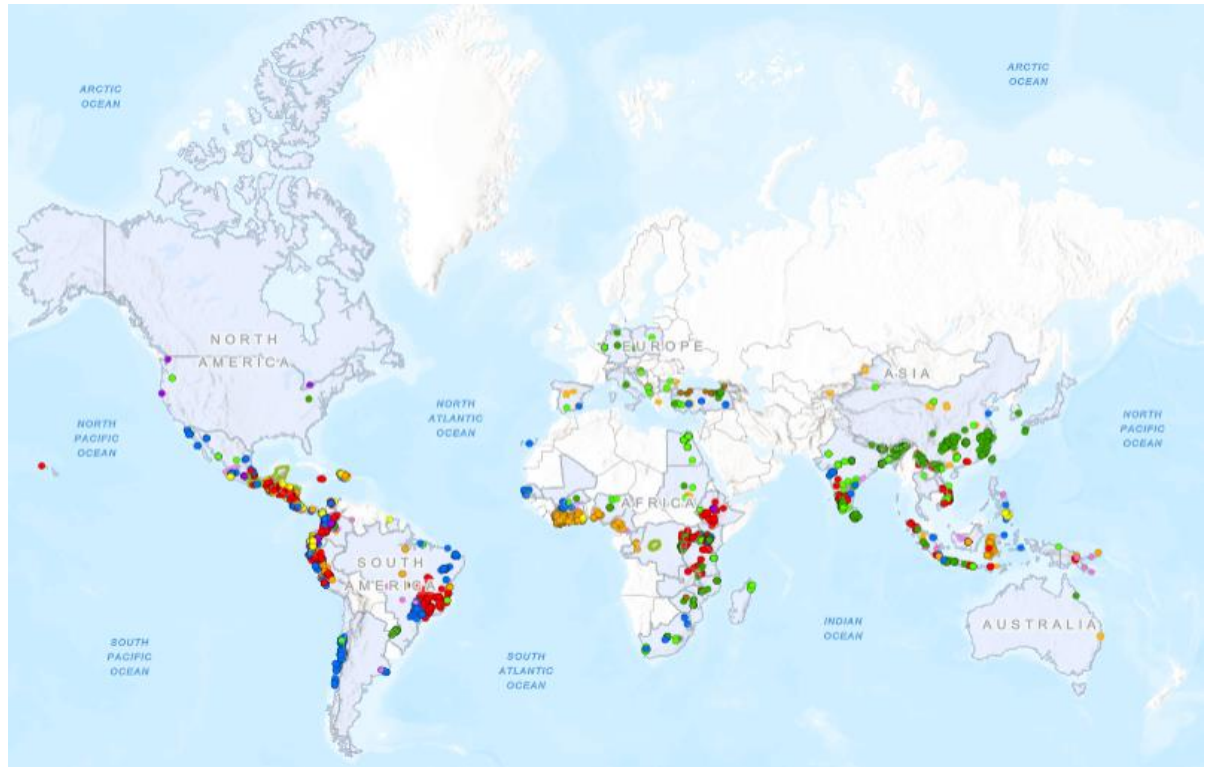 ARCTIC
OCEAN
ARCTIC
OCEAN
NORTH
AMERICA
EUROPE
ASIA
NORTH
PACIFIC
OCEAN
NORTH
ATLANTIC
OCEAN
NORTH
PACIFIC
OCEAN
AFRICA
SOUTH
AMERICA
SOUTH
PACIFIC
OCEAN
SOUTH
ATLANTIC
OCEAN
INDIAN
OCEAN
AUSTRALIA